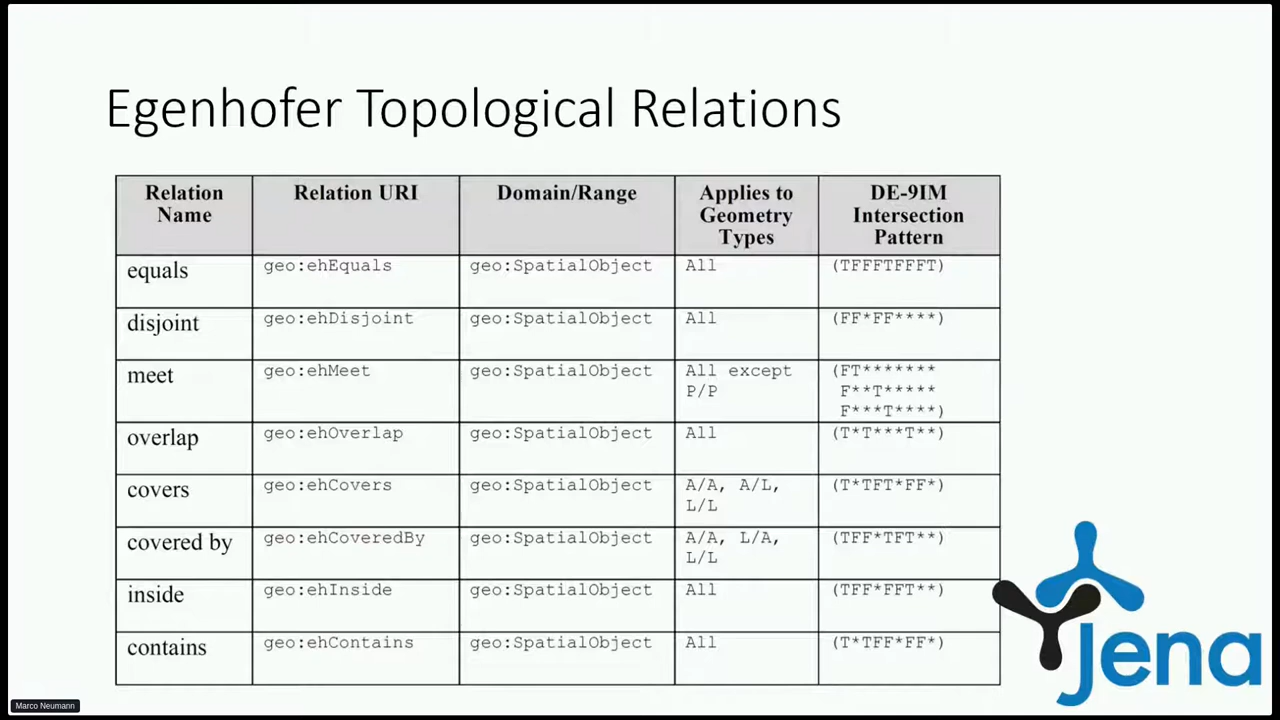 Egenhofer Topological Relations
Relation Name Relation URI Domain/Range Applies to Geometry Types DE-9IM Intersection Pattern
equals geo:ehEquals geo:SpatialObject All (TFFFTFFFT)
disjoint geo:ehDisjoint geo:SpatialObject All (FF*FF****)
meet geo:ehMeet geo:SpatialObject All except P/P (FT******* F**T***** F***T****)
overlap geo:ehOverlap geo:SpatialObject All (T*T***T**)
covers geo:ehCovers geo:SpatialObject A/A, A/L, L/L (T*TFT*FF*)
covered by geo:ehCoveredBy geo:SpatialObject A/A, L/A, L/L (TFF*TFT**)
inside geo:ehInside geo:SpatialObject All (TFF*FFT**)
contains geo:ehContains geo:SpatialObject All (T*TFF*FF*)
Jena
Marco Neumann